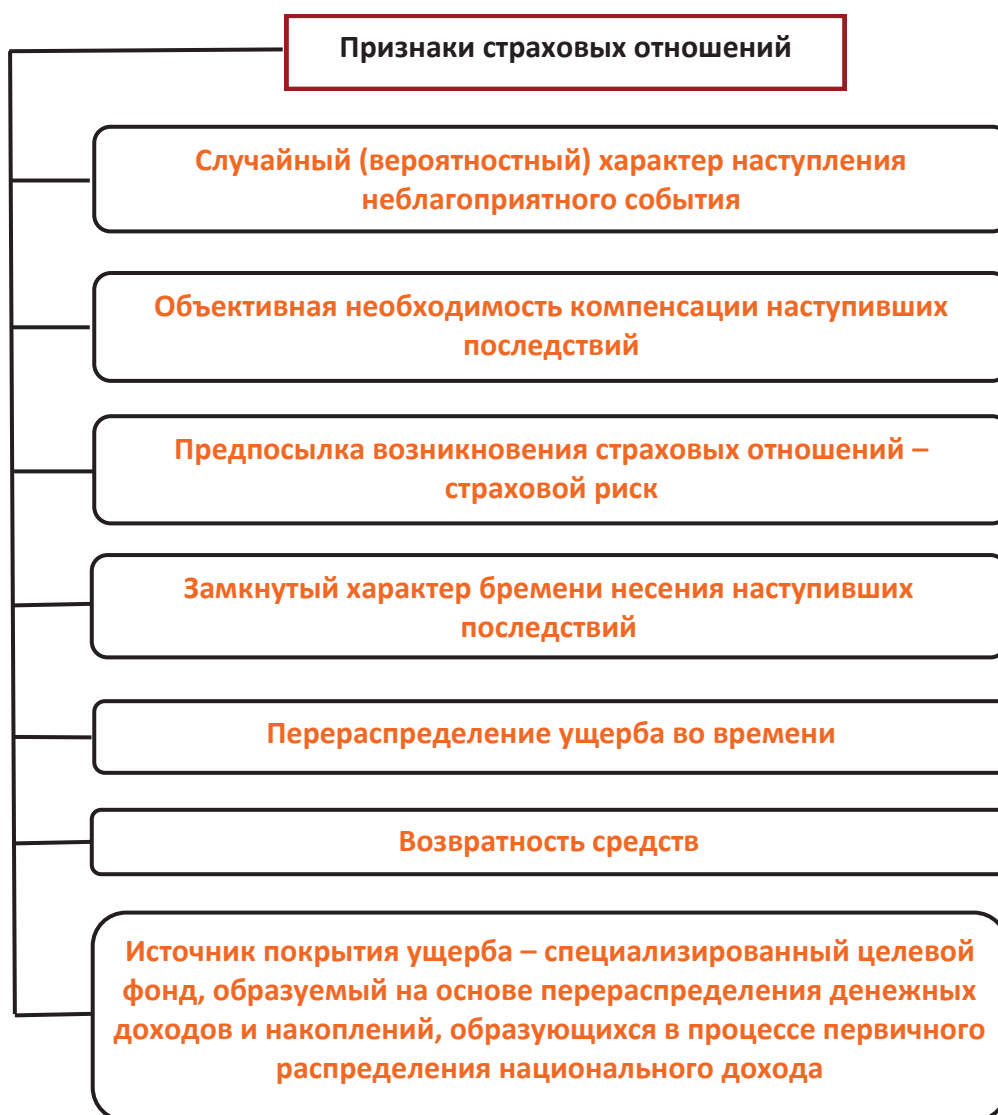 Признаки страховых отношений
Случайный (вероятностный) характер наступления
неблагоприятного события
Объективная необходимость компенсации наступивших
последствий
Предпосылка возникновения страховых отношений –
страховой риск
Замкнутый характер бремени несения наступивших
последствий
Перераспределение ущерба во времени
Возвратность средств
Источник покрытия ущерба – специализированный целевой
фонд, образуемый на основе перераспределения денежных
доходов и накоплений, образующихся в процессе первичного
распределения национального дохода